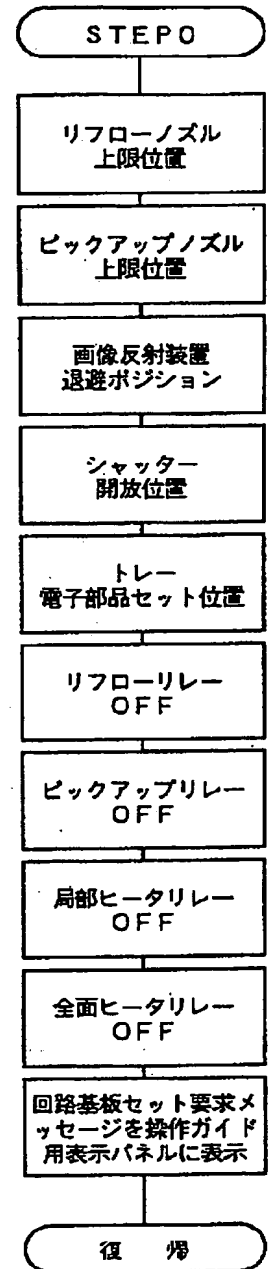 STEP0
リフローノズル
上限位置
ピックアップノズル
上限位置
画像反射装置
退避ポジション
シャッター
開放位置
トレー
電子部品セット位置
リフローリレー
OFF
ピックアップリレー
OFF
局部ヒータリレー
OFF
全面ヒータリレー
OFF
回路基板セット要求メ
ッセージを操作ガイド
用表示パネルに表示
復 帰